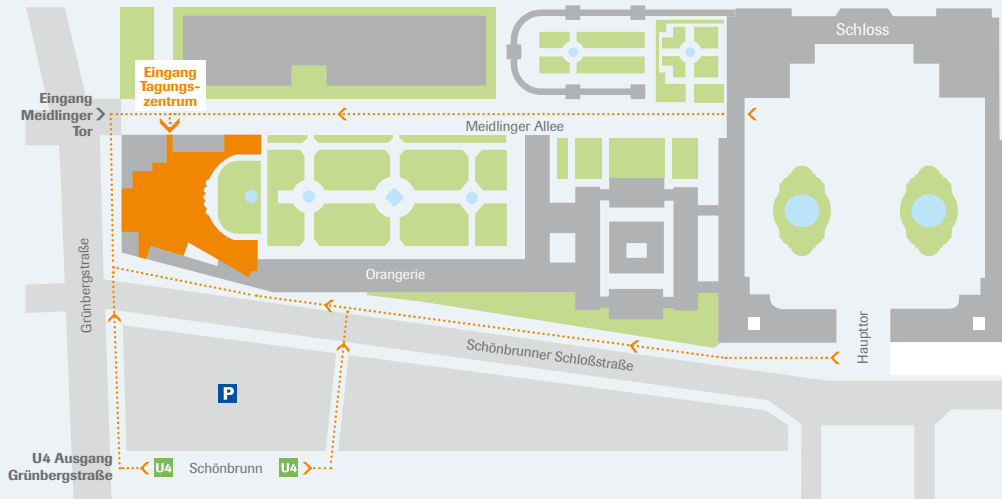 Schloss
Eingang
Tagungs-
zentrum
Eingang
Meidlinger
Tor
Meidlinger Allee
Grünbergstraße
Orangerie
Haupttor
Schönbrunner Schloßstraße
P
U4 Ausgang
Grünbergstraße
U4 Schönbrunn U4